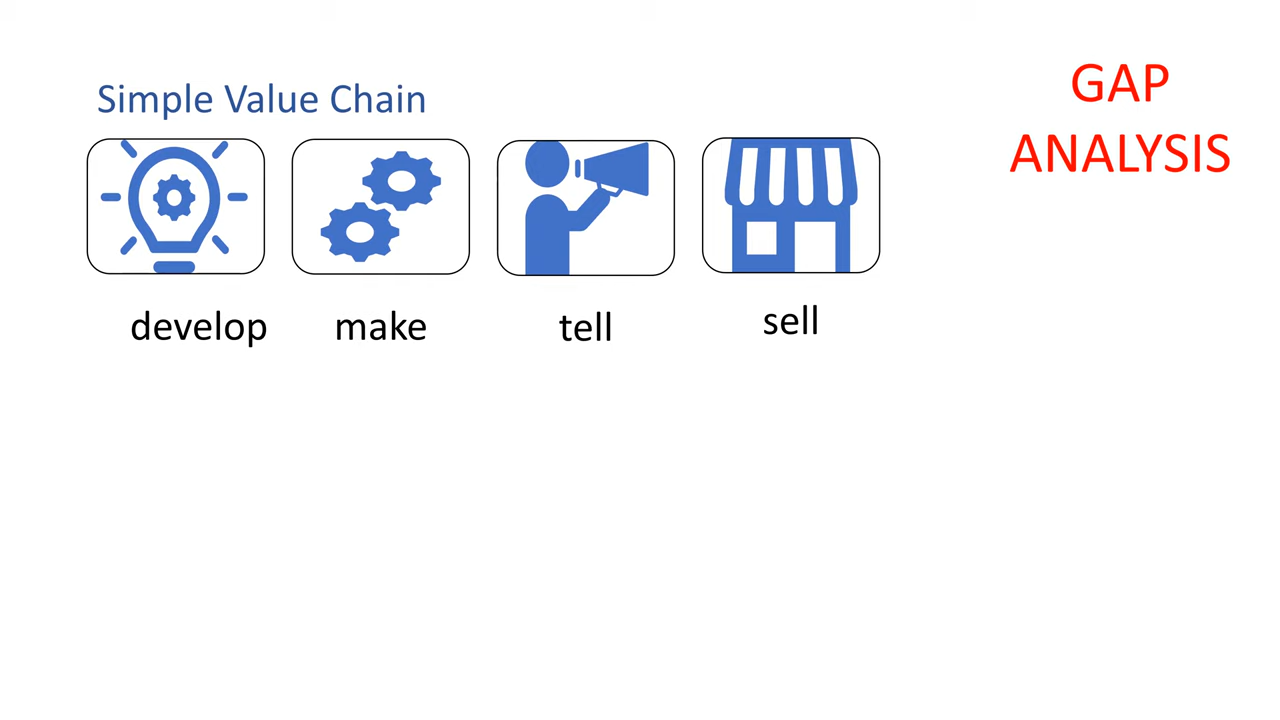 Simple Value Chain
GAP
ANALYSIS
develop
make
tell
sell